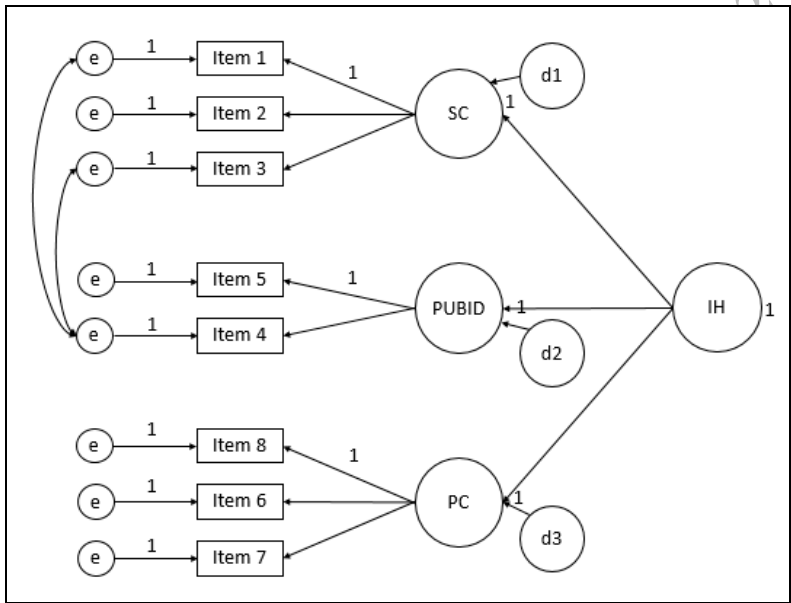 e 1 Item 1
1
d1
e 1 Item 2
SC
1
e 1 Item 3
e 1 Item 5
1
PUBID
1
IH
1
e 1 Item 4
d2
e 1 Item 8
1
e 1 Item 6
PC
1
d3
e 1 Item 7